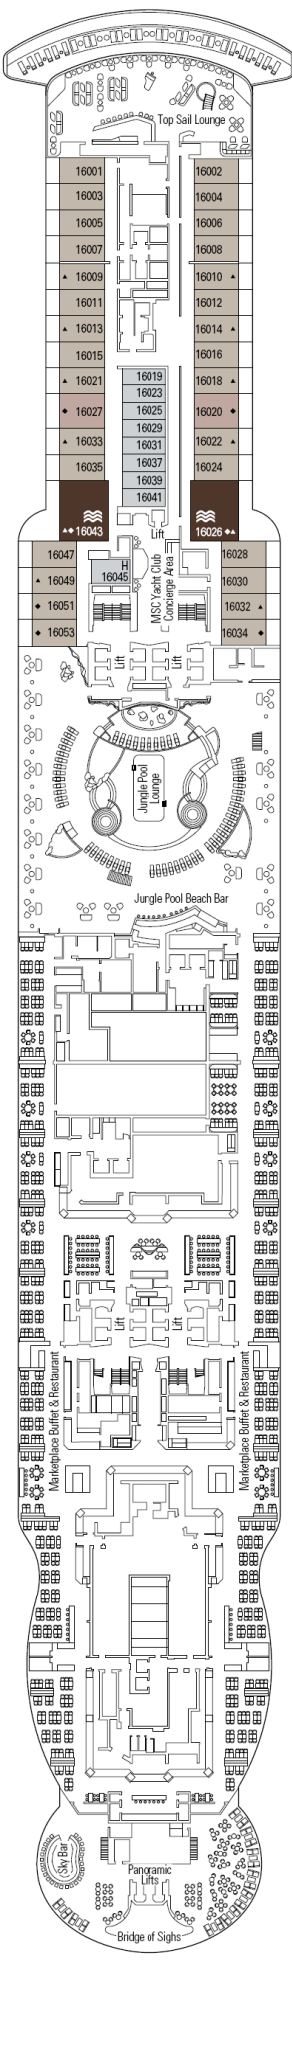 Top Sail Lounge
16001
16002
16003
16004
16005
16006
16007
16008
16009
16010
16011
16012
16013
16014
16015
16016
16019
16021
16018
16023
16025
16027
16020
16029
16031
16033
16022
16037
16035
16024
16039
16041
16043
Lift
16026
16047
MSC Yacht Club
Concierge Area
16028
H
16045
16049
16030
16051
16032
16053
16034
Lift
Lift
Jungle Pool
Lounge
Jungle Pool Beach Bar
Lift
Lift
Marketplace Buffet & Restaurant
Marketplace Buffet & Restaurant
Sky Bar
Panoramic
Lifts
Bridge of Sighs